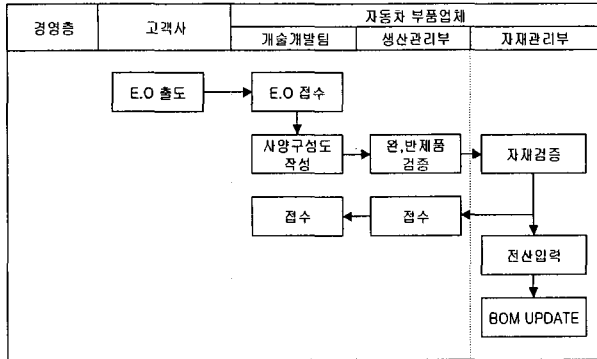 경영층
고객사
자동차 부품업체
개술개발팀
생산관리부
자재관리부
E.O 출도
E.O 접수
사양구성도
작성
완,반제품
검증
자재검증
접수
접수
전산입력
BOM UPDATE